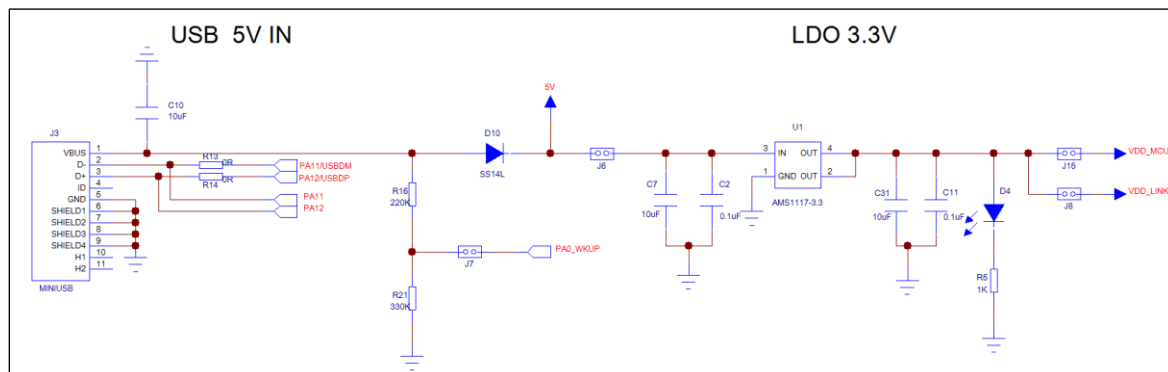 USB 5V IN
LDO 3.3V
C10
10uF
J3
VBUS 1
D- 2
D+ 3
ID 4
GND 5
SHIELD1 6
SHIELD2 7
SHIELD3 8
SHIELD4 9
H1 10
H2 11
MINIUSB
R13 0R
R14 0R
PA11/USBDM
PA12/USBDP
PA11
PA12
R16
220K
J7
PA0_WKUP
R21
330K
D10
SS14L
5V
J6
C7
10uF
C2
0.1uF
U1
3 IN OUT 4
1 GND OUT 2
AMS1117-3.3
C31
10uF
C11
0.1uF
D4
R5
1K
J15
VDD_MCU
J8
VDD_LINK